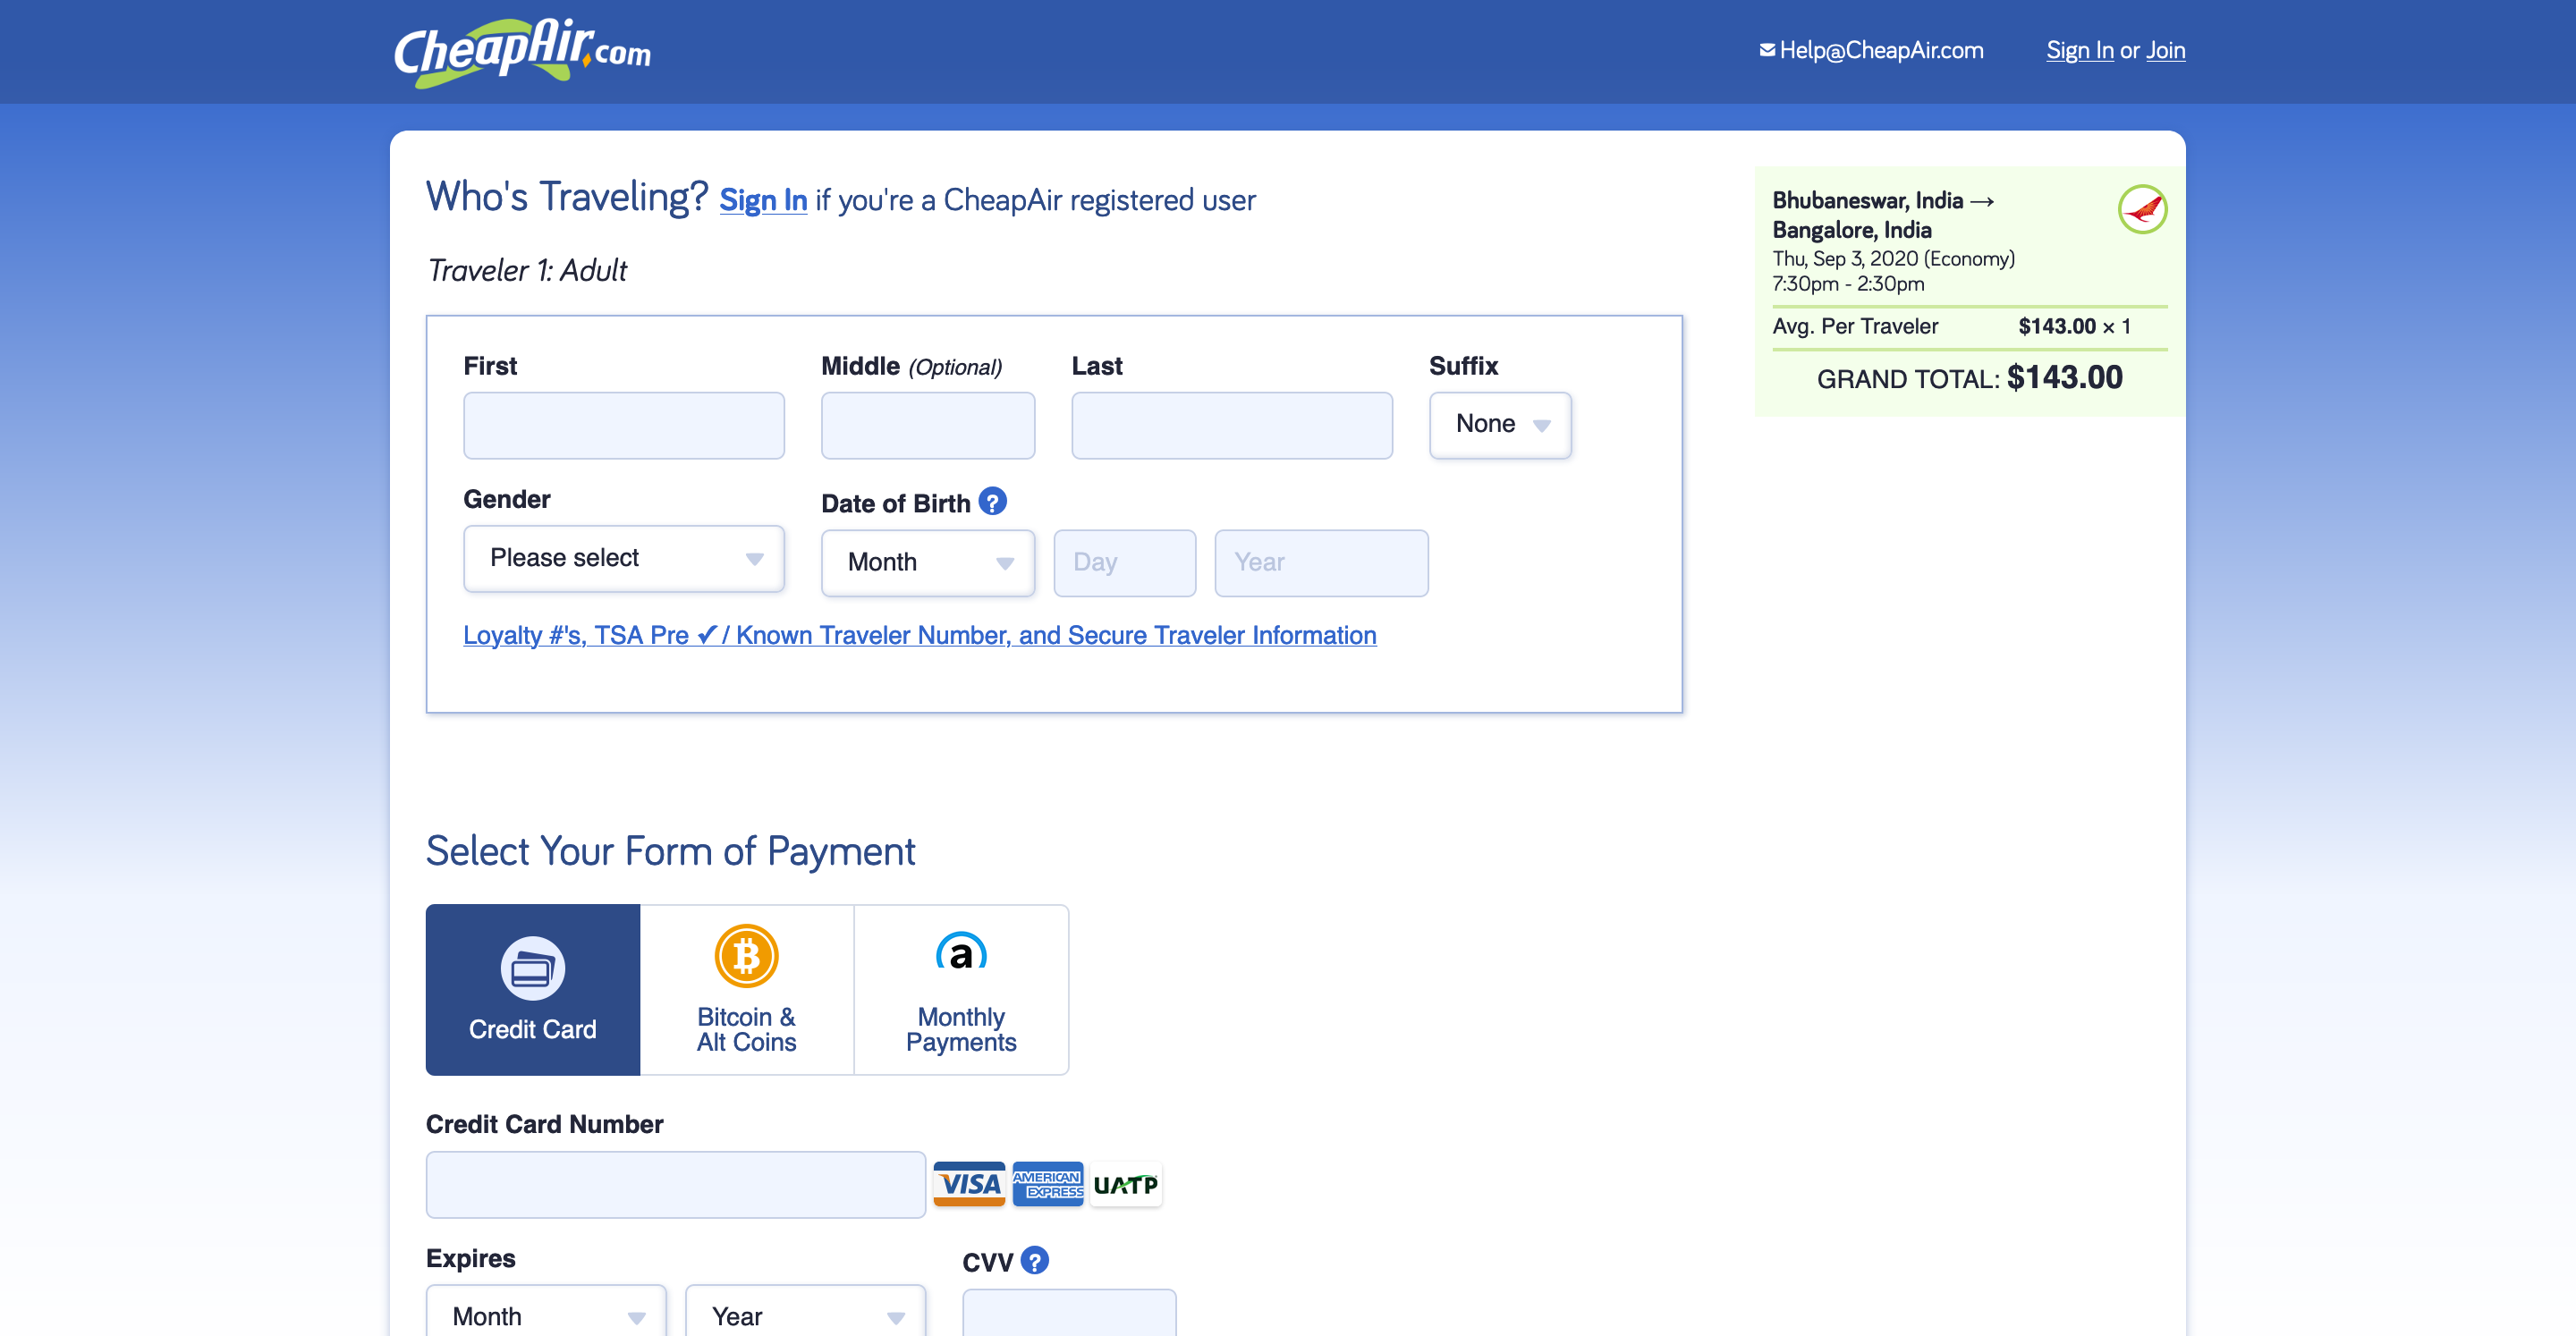 CheapAir.com
Help@CheapAir.com
Sign In or Join
Who's Traveling? Sign In if you're a CheapAir registered user
Traveler 1: Adult
First
Middle (Optional)
Last
Suffix
None
Gender
Date of Birth ?
Please select
Month
Day
Year
Loyalty #'s, TSA Pre ✓ / Known Traveler Number, and Secure Traveler Information
Bhubaneswar, India →
Bangalore, India
Thu, Sep 3, 2020 (Economy)
7:30pm - 2:30pm
Avg. Per Traveler $143.00 × 1
GRAND TOTAL: $143.00
Select Your Form of Payment
Credit Card
Bitcoin &
Alt Coins
a
Monthly
Payments
Credit Card Number
VISA
AMERICAN
EXPRESS
UATP
Expires
CVV ?
Month
Year